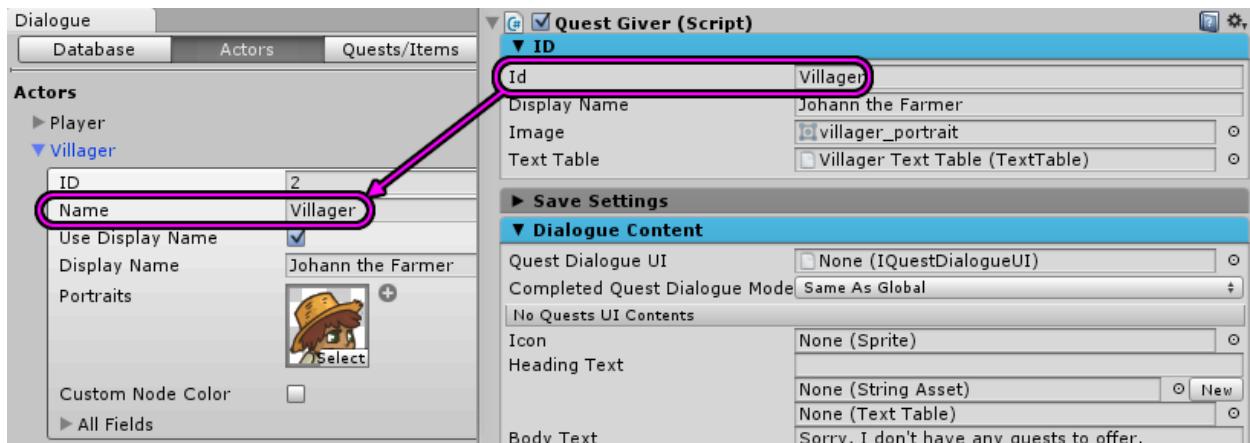 Dialogue
Database Actors Quests/Items
Actors
Player
Villager
ID 2
Name Villager
Use Display Name
Display Name Johann the Farmer
Portraits
Select
Custom Node Color
All Fields
Quest Giver (Script)
ID
Id Villager
Display Name Johann the Farmer
Image villager_portrait
Text Table Villager Text Table (TextTable)
Save Settings
Dialogue Content
Quest Dialogue UI None (IQuestDialogueUI)
Completed Quest Dialogue Mode Same As Global
No Quests UI Contents
Icon None (Sprite)
Heading Text
None (String Asset) New
None (Text Table)
Body Text Sorry, I don't have any quests to offer.